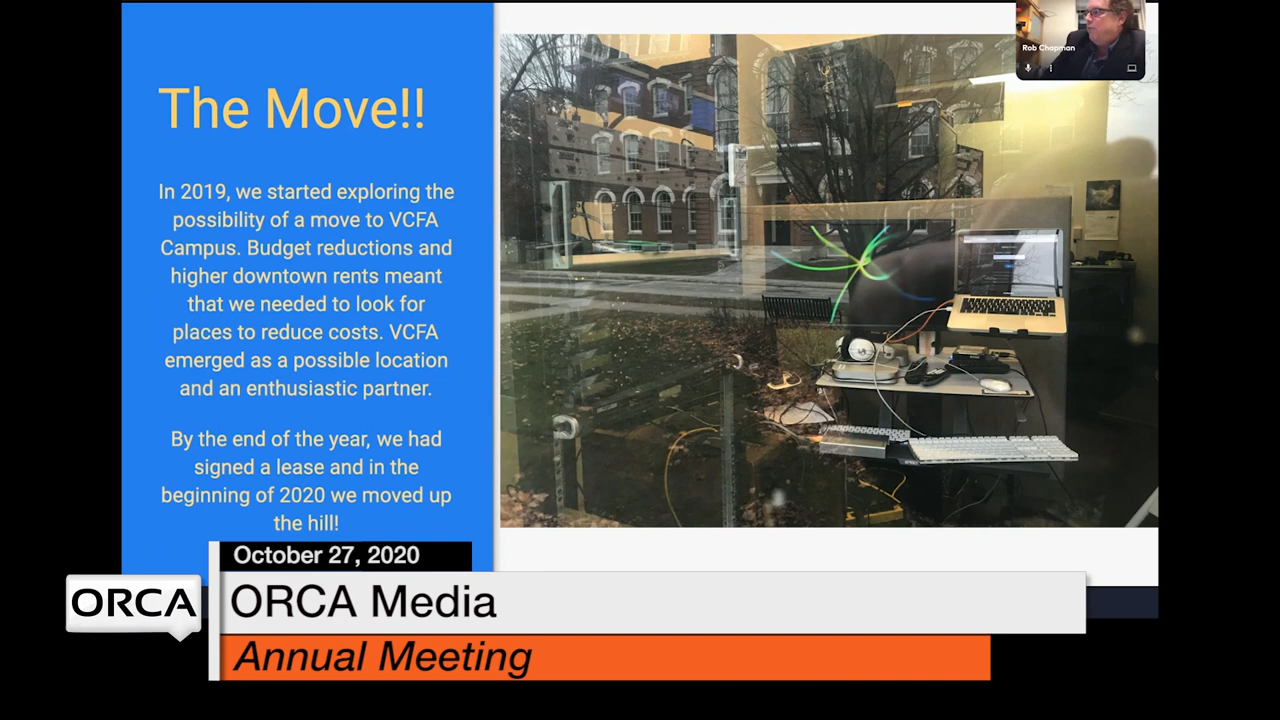 Rob Chapman
The Move!!
In 2019, we started exploring the
possibility of a move to VCFA
Campus. Budget reductions and
higher downtown rents meant
that we needed to look for
places to reduce costs. VCFA
emerged as a possible location
and an enthusiastic partner.
By the end of the year, we had
signed a lease and in the
beginning of 2020 we moved up
the hill!
October 27, 2020
ORCA
ORCA Media
Annual Meeting